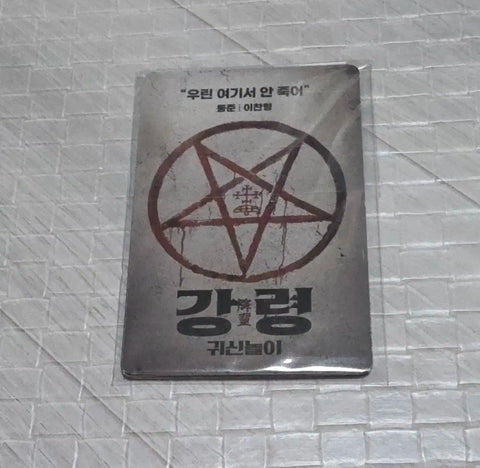 "우린 여기서 안 죽어"
동준 | 이찬형
강령
降靈
귀신놀이